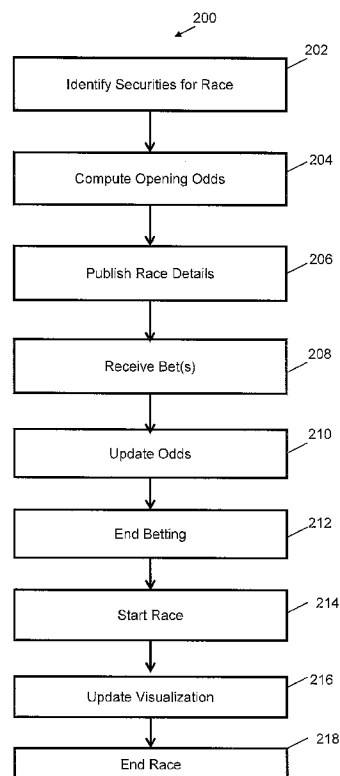 200
202
Identify Securities for Race
204
Compute Opening Odds
206
Publish Race Details
208
Receive Bet(s)
210
Update Odds
212
End Betting
214
Start Race
216
Update Visualization
218
End Race